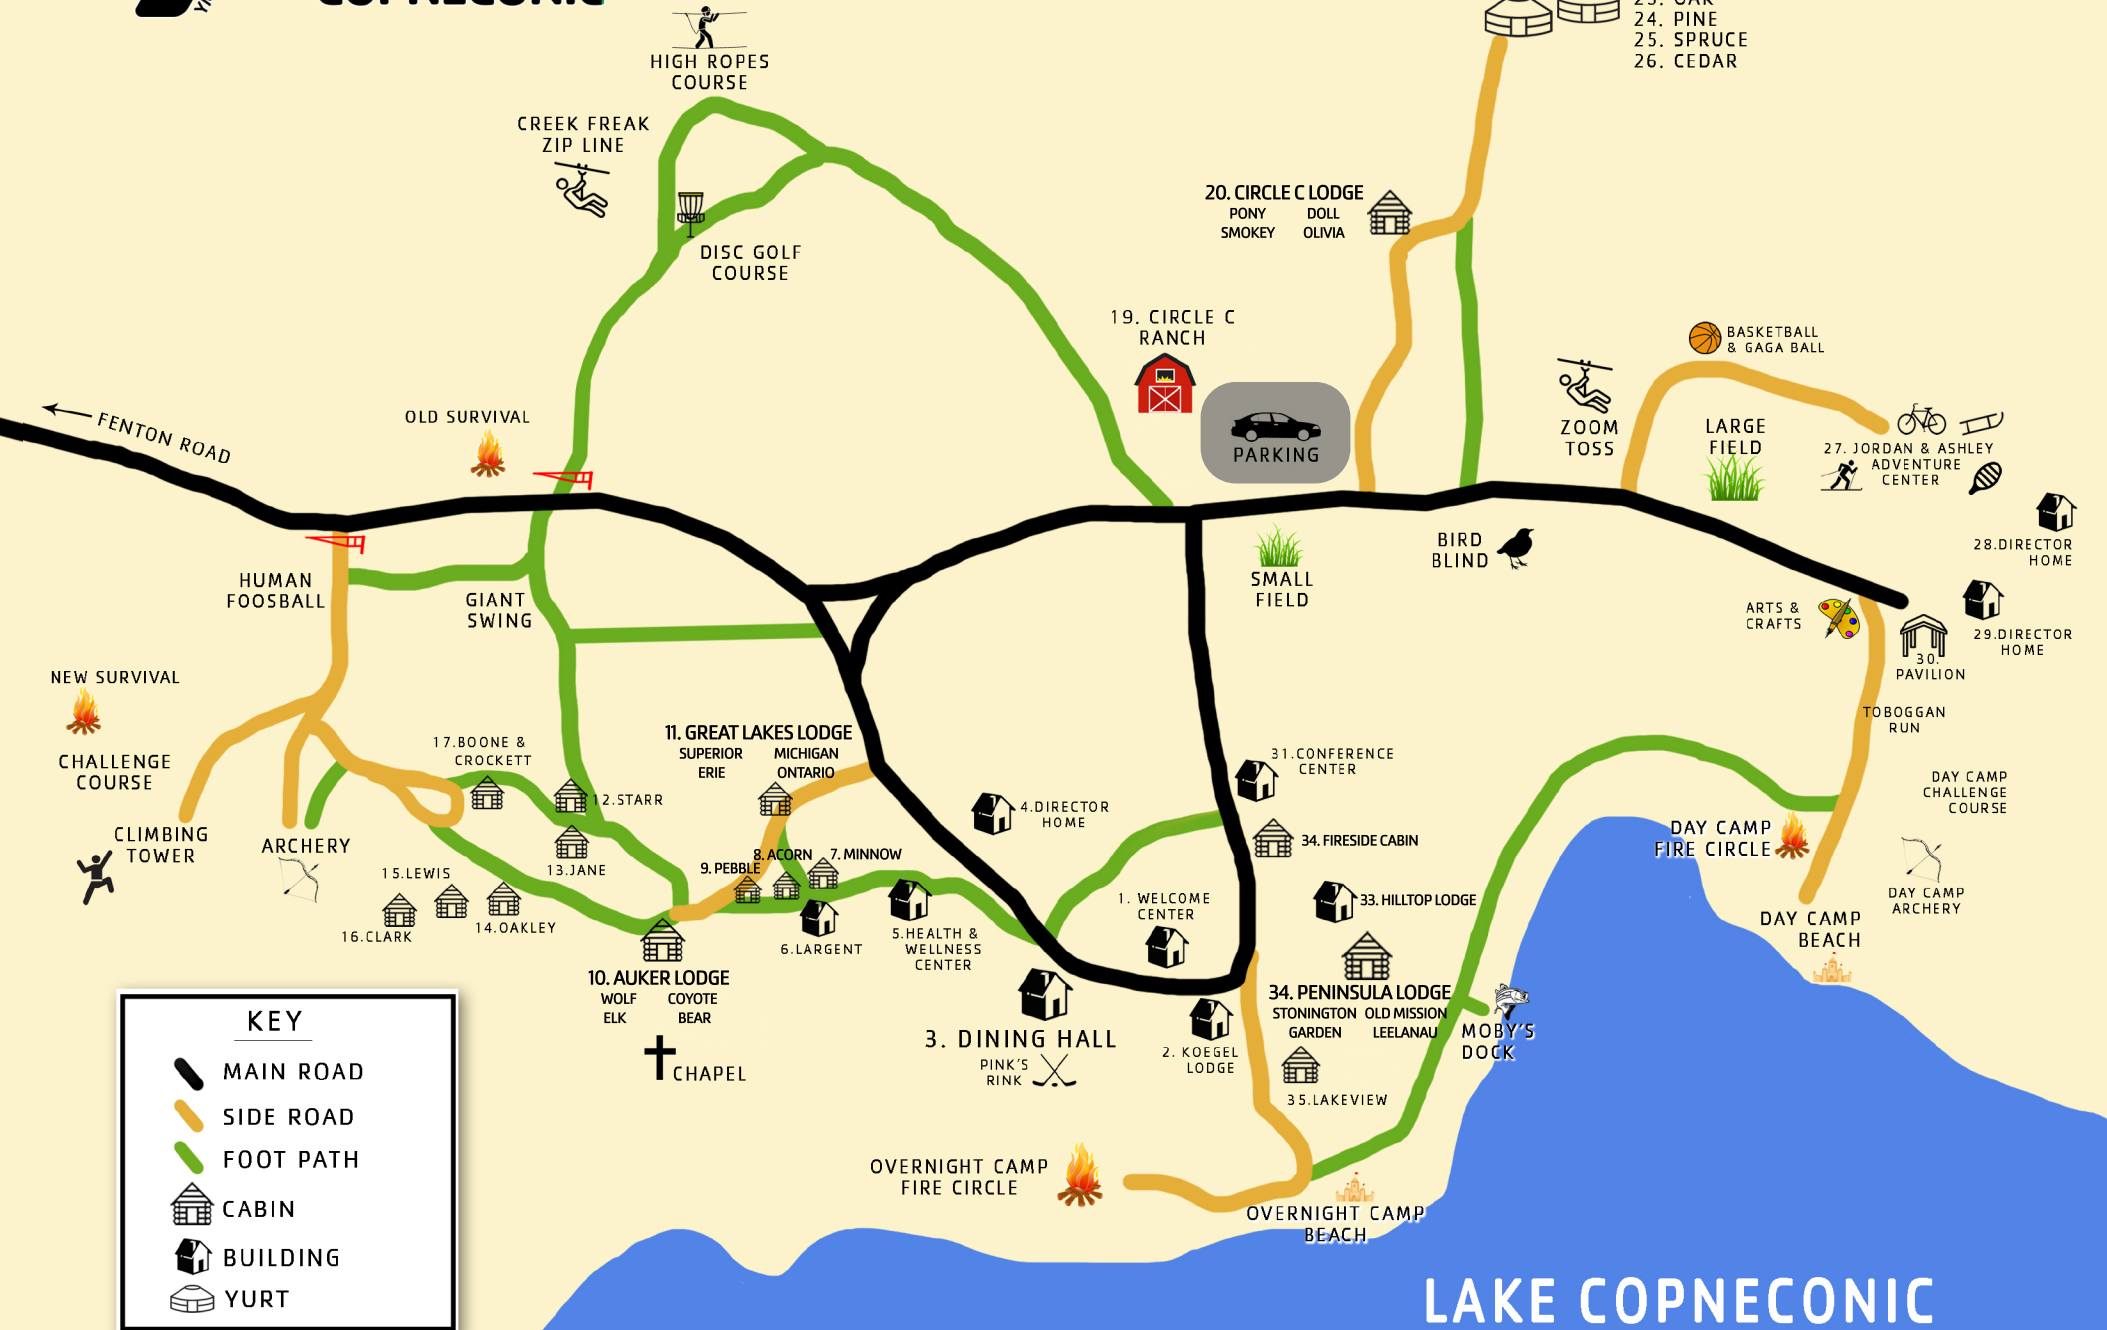 COPNECONIC
HIGH ROPES
COURSE
CREEK FREAK
ZIP LINE
DISC GOLF
COURSE
24. PINE
25. SPRUCE
26. CEDAR
20. CIRCLE C LODGE
PONY DOLL
SMOKEY OLIVIA
19. CIRCLE C
RANCH
PARKING
BASKETBALL
& GAGA BALL
ZOOM
TOSS
LARGE
FIELD
27. JORDAN & ASHLEY
ADVENTURE
CENTER
28.DIRECTOR
HOME
29.DIRECTOR
HOME
30.
PAVILION
ARTS &
CRAFTS
BIRD
BLIND
SMALL
FIELD
FENTON ROAD
OLD SURVIVAL
HUMAN
FOOSBALL
GIANT
SWING
NEW SURVIVAL
CHALLENGE
COURSE
CLIMBING
TOWER
ARCHERY
17.BOONE &
CROCKETT
12.STARR
13.JANE
15.LEWIS
16.CLARK
14.OAKLEY
11. GREAT LAKES LODGE
SUPERIOR MICHIGAN
ERIE ONTARIO
8. ACORN
7. MINNOW
9. PEBBLE
6.LARGENT
5.HEALTH &
WELLNESS
CENTER
4.DIRECTOR
HOME
10. AUKER LODGE
WOLF COYOTE
ELK BEAR
CHAPEL
3. DINING HALL
PINK'S
RINK
1. WELCOME
CENTER
2. KOEGEL
LODGE
31.CONFERENCE
CENTER
34. FIRESIDE CABIN
33. HILLTOP LODGE
34. PENINSULA LODGE
STONINGTON OLD MISSION
GARDEN LEELANAU
35.LAKEVIEW
MOBY'S
DOCK
TOBOGGAN
RUN
DAY CAMP
CHALLENGE
COURSE
DAY CAMP
FIRE CIRCLE
DAY CAMP
ARCHERY
DAY CAMP
BEACH
OVERNIGHT CAMP
FIRE CIRCLE
OVERNIGHT CAMP
BEACH
LAKE COPNECONIC
KEY
MAIN ROAD
SIDE ROAD
FOOT PATH
CABIN
BUILDING
YURT